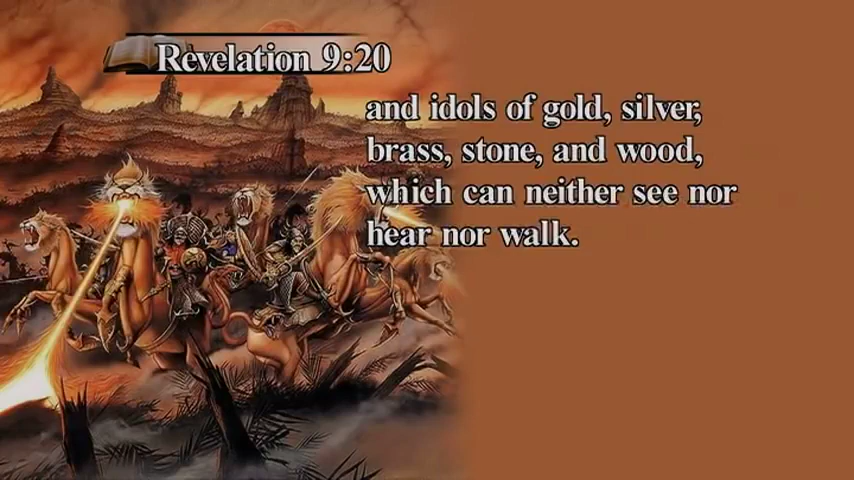 Revelation 9:20
and idols of gold, silver,
brass, stone, and wood,
which can neither see nor
hear nor walk.